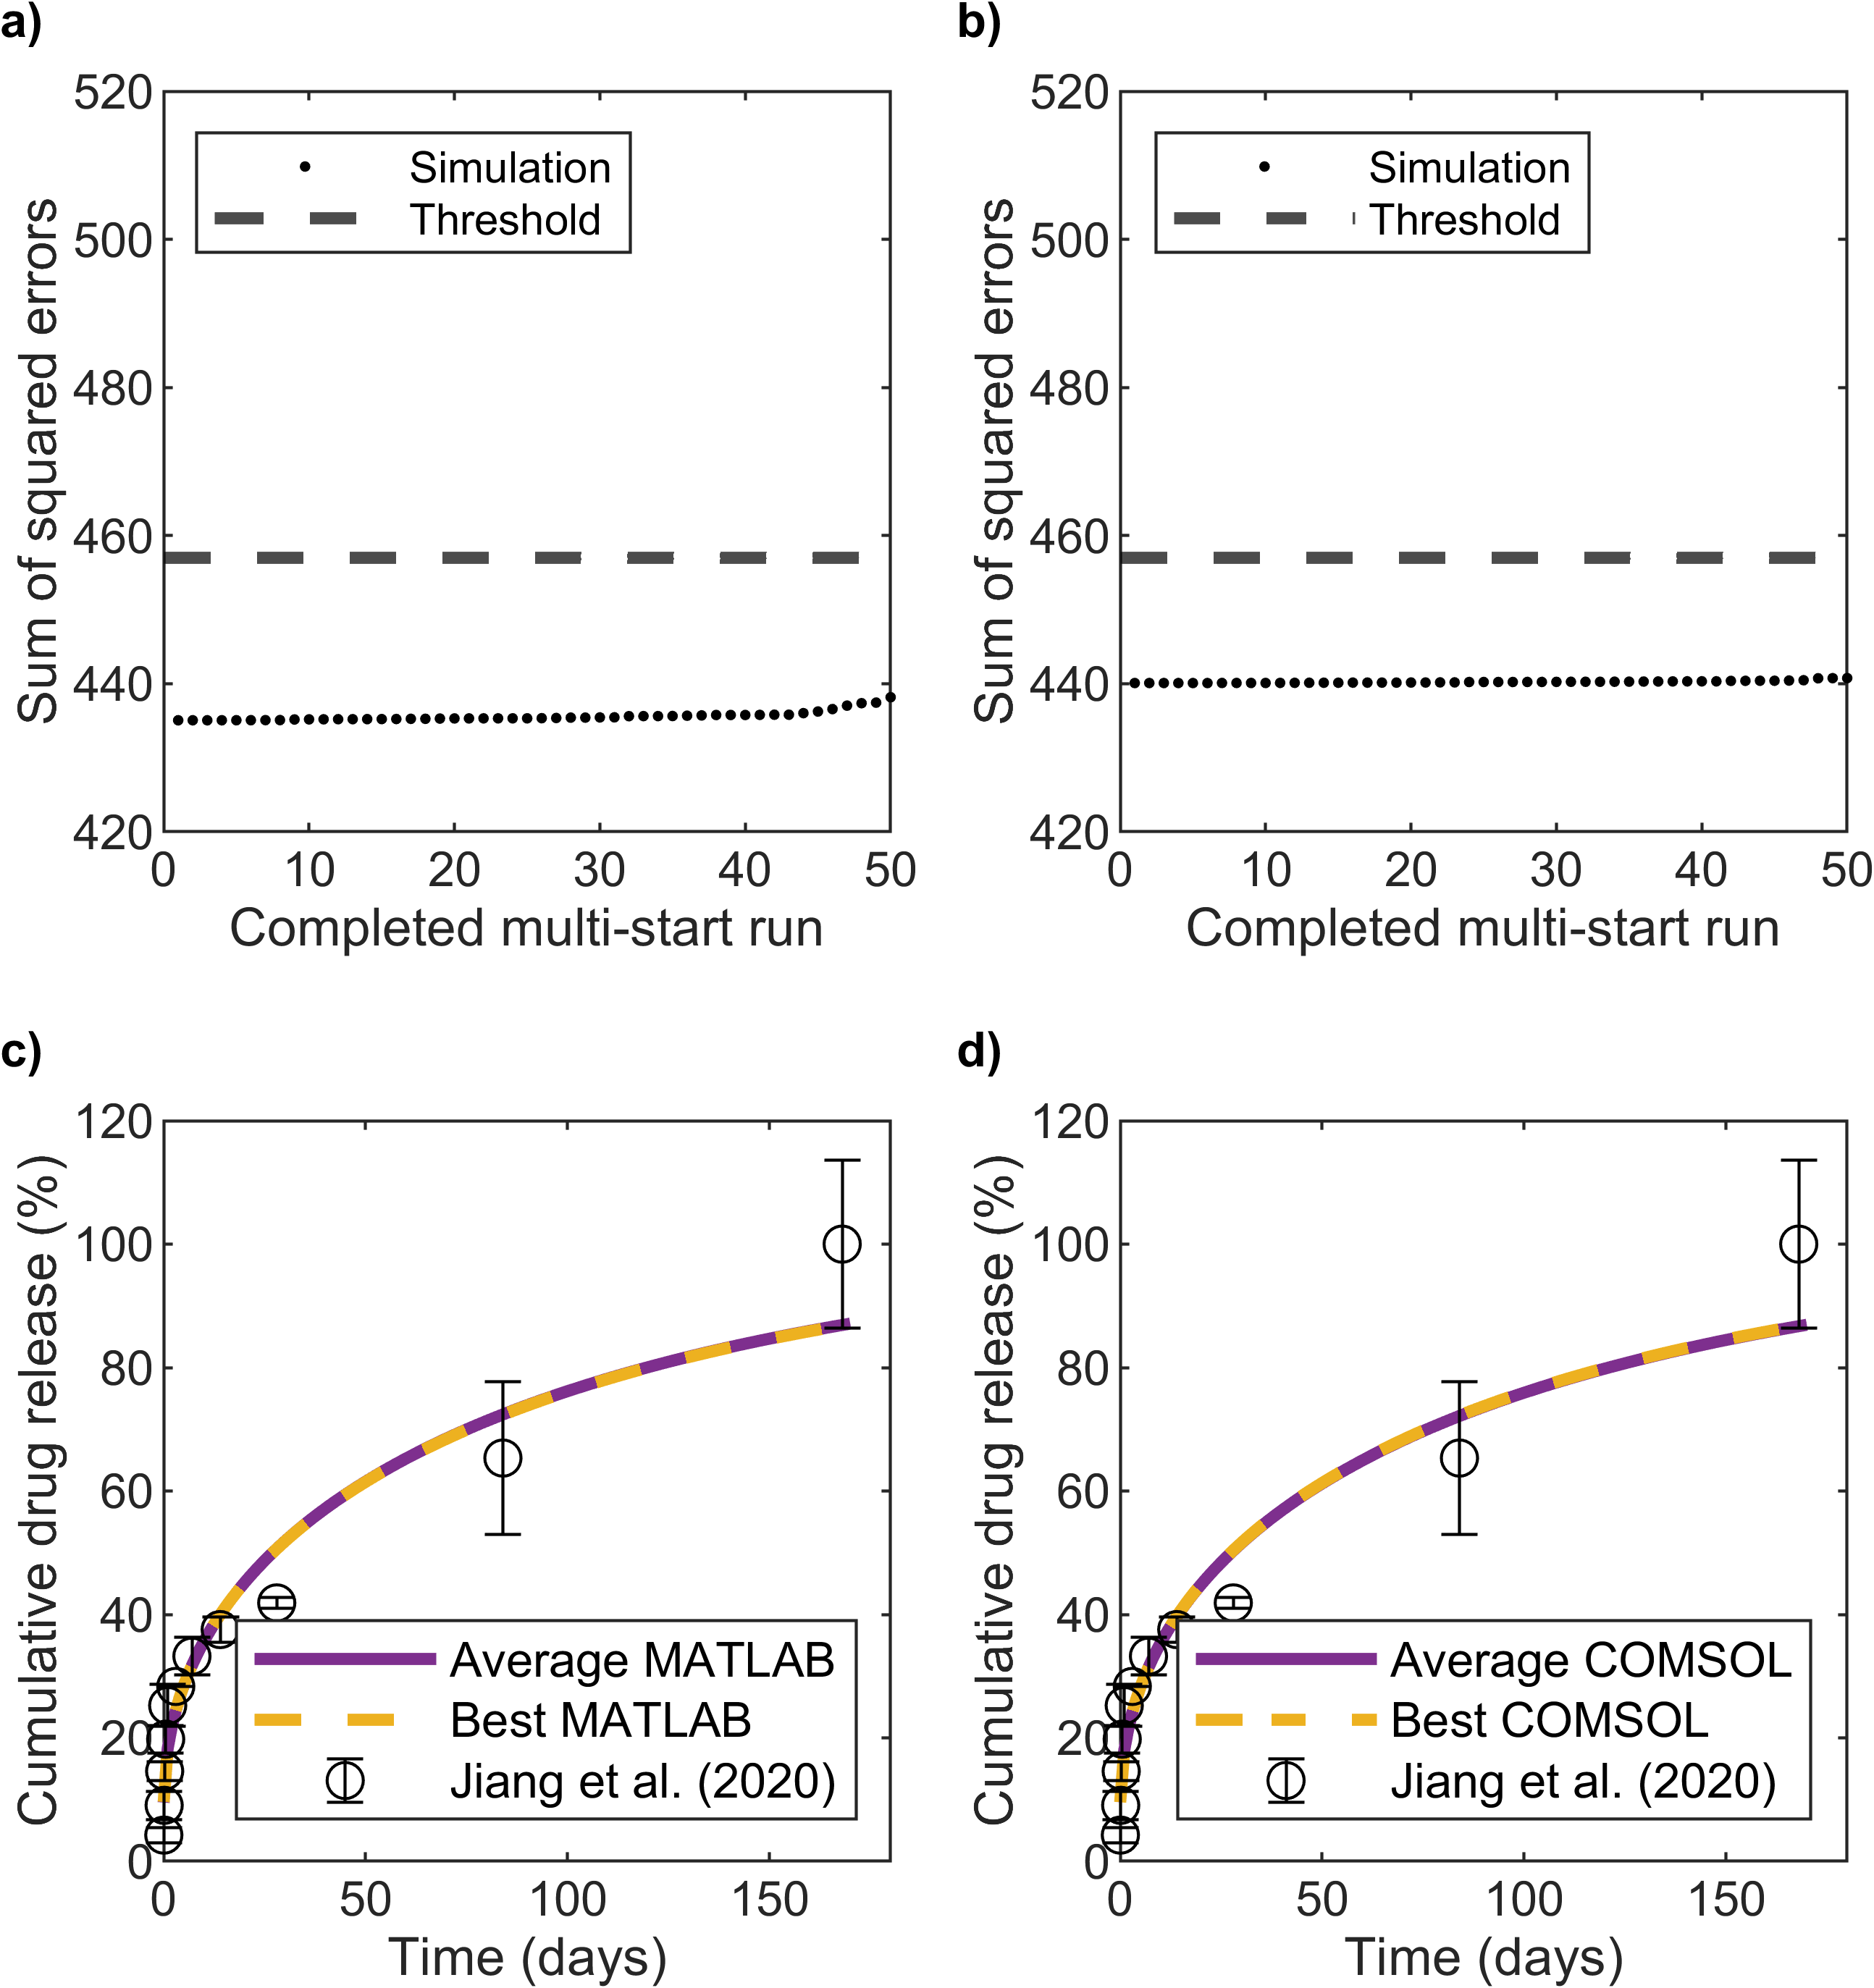 a)
520
500
480
460
440
420
0 10 20 30 40 50
Sum of squared errors
Completed multi-start run
Simulation
Threshold
b)
520
500
480
460
440
420
0 10 20 30 40 50
Sum of squared errors
Completed multi-start run
Simulation
Threshold
c)
120
100
80
60
40
20
0
0 50 100 150
Cumulative drug release (%)
Time (days)
Average MATLAB
Best MATLAB
Jiang et al. (2020)
d)
120
100
80
60
40
20
0
0 50 100 150
Cumulative drug release (%)
Time (days)
Average COMSOL
Best COMSOL
Jiang et al. (2020)